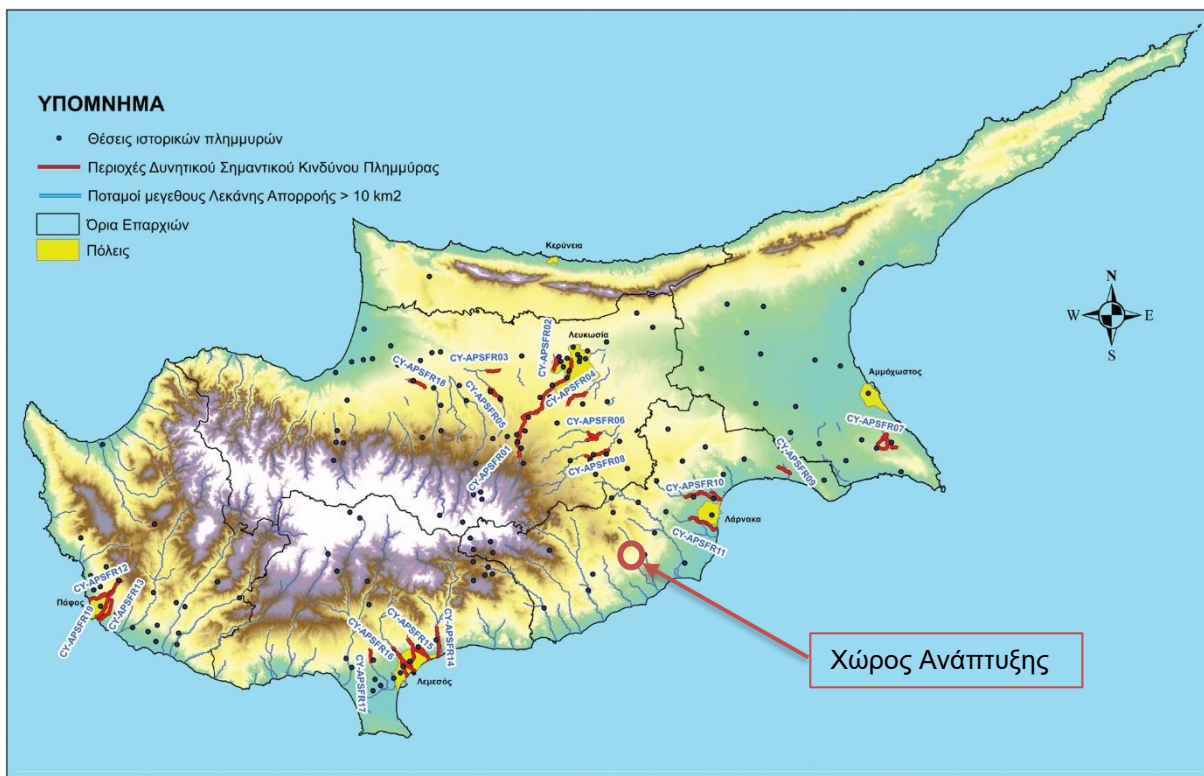 ΥΠΟΜΝΗΜΑ
Θέσεις ιστορικών πλημμυρών
Περιοχές Δυνητικού Σημαντικού Κινδύνου Πλημμύρας
Ποταμοί μεγεθους Λεκάνης Απορροής > 10 km2
Όρια Επαρχιών
Πόλεις
Κερύνεια
N
W
E
S
Λευκωσία
CY-APSFR02
CY-APSFR03
CY-APSFR18
CY-APSFR04
CY-APSFR05
Αμμόχωστος
CY-APSFR06
CY-APSFR07
CY-APSFR01
CY-APSFR08
CY-APSFR09
CY-APSFR10
Λάρνακα
CY-APSFR11
CY-APSFR12
Πάφος
CY-APSFR13
CY-APSFR19
CY-APSFR15
CY-APSFR14
CY-APSFR16
CY-APSFR17
Λεμεσός
Χώρος Ανάπτυξης